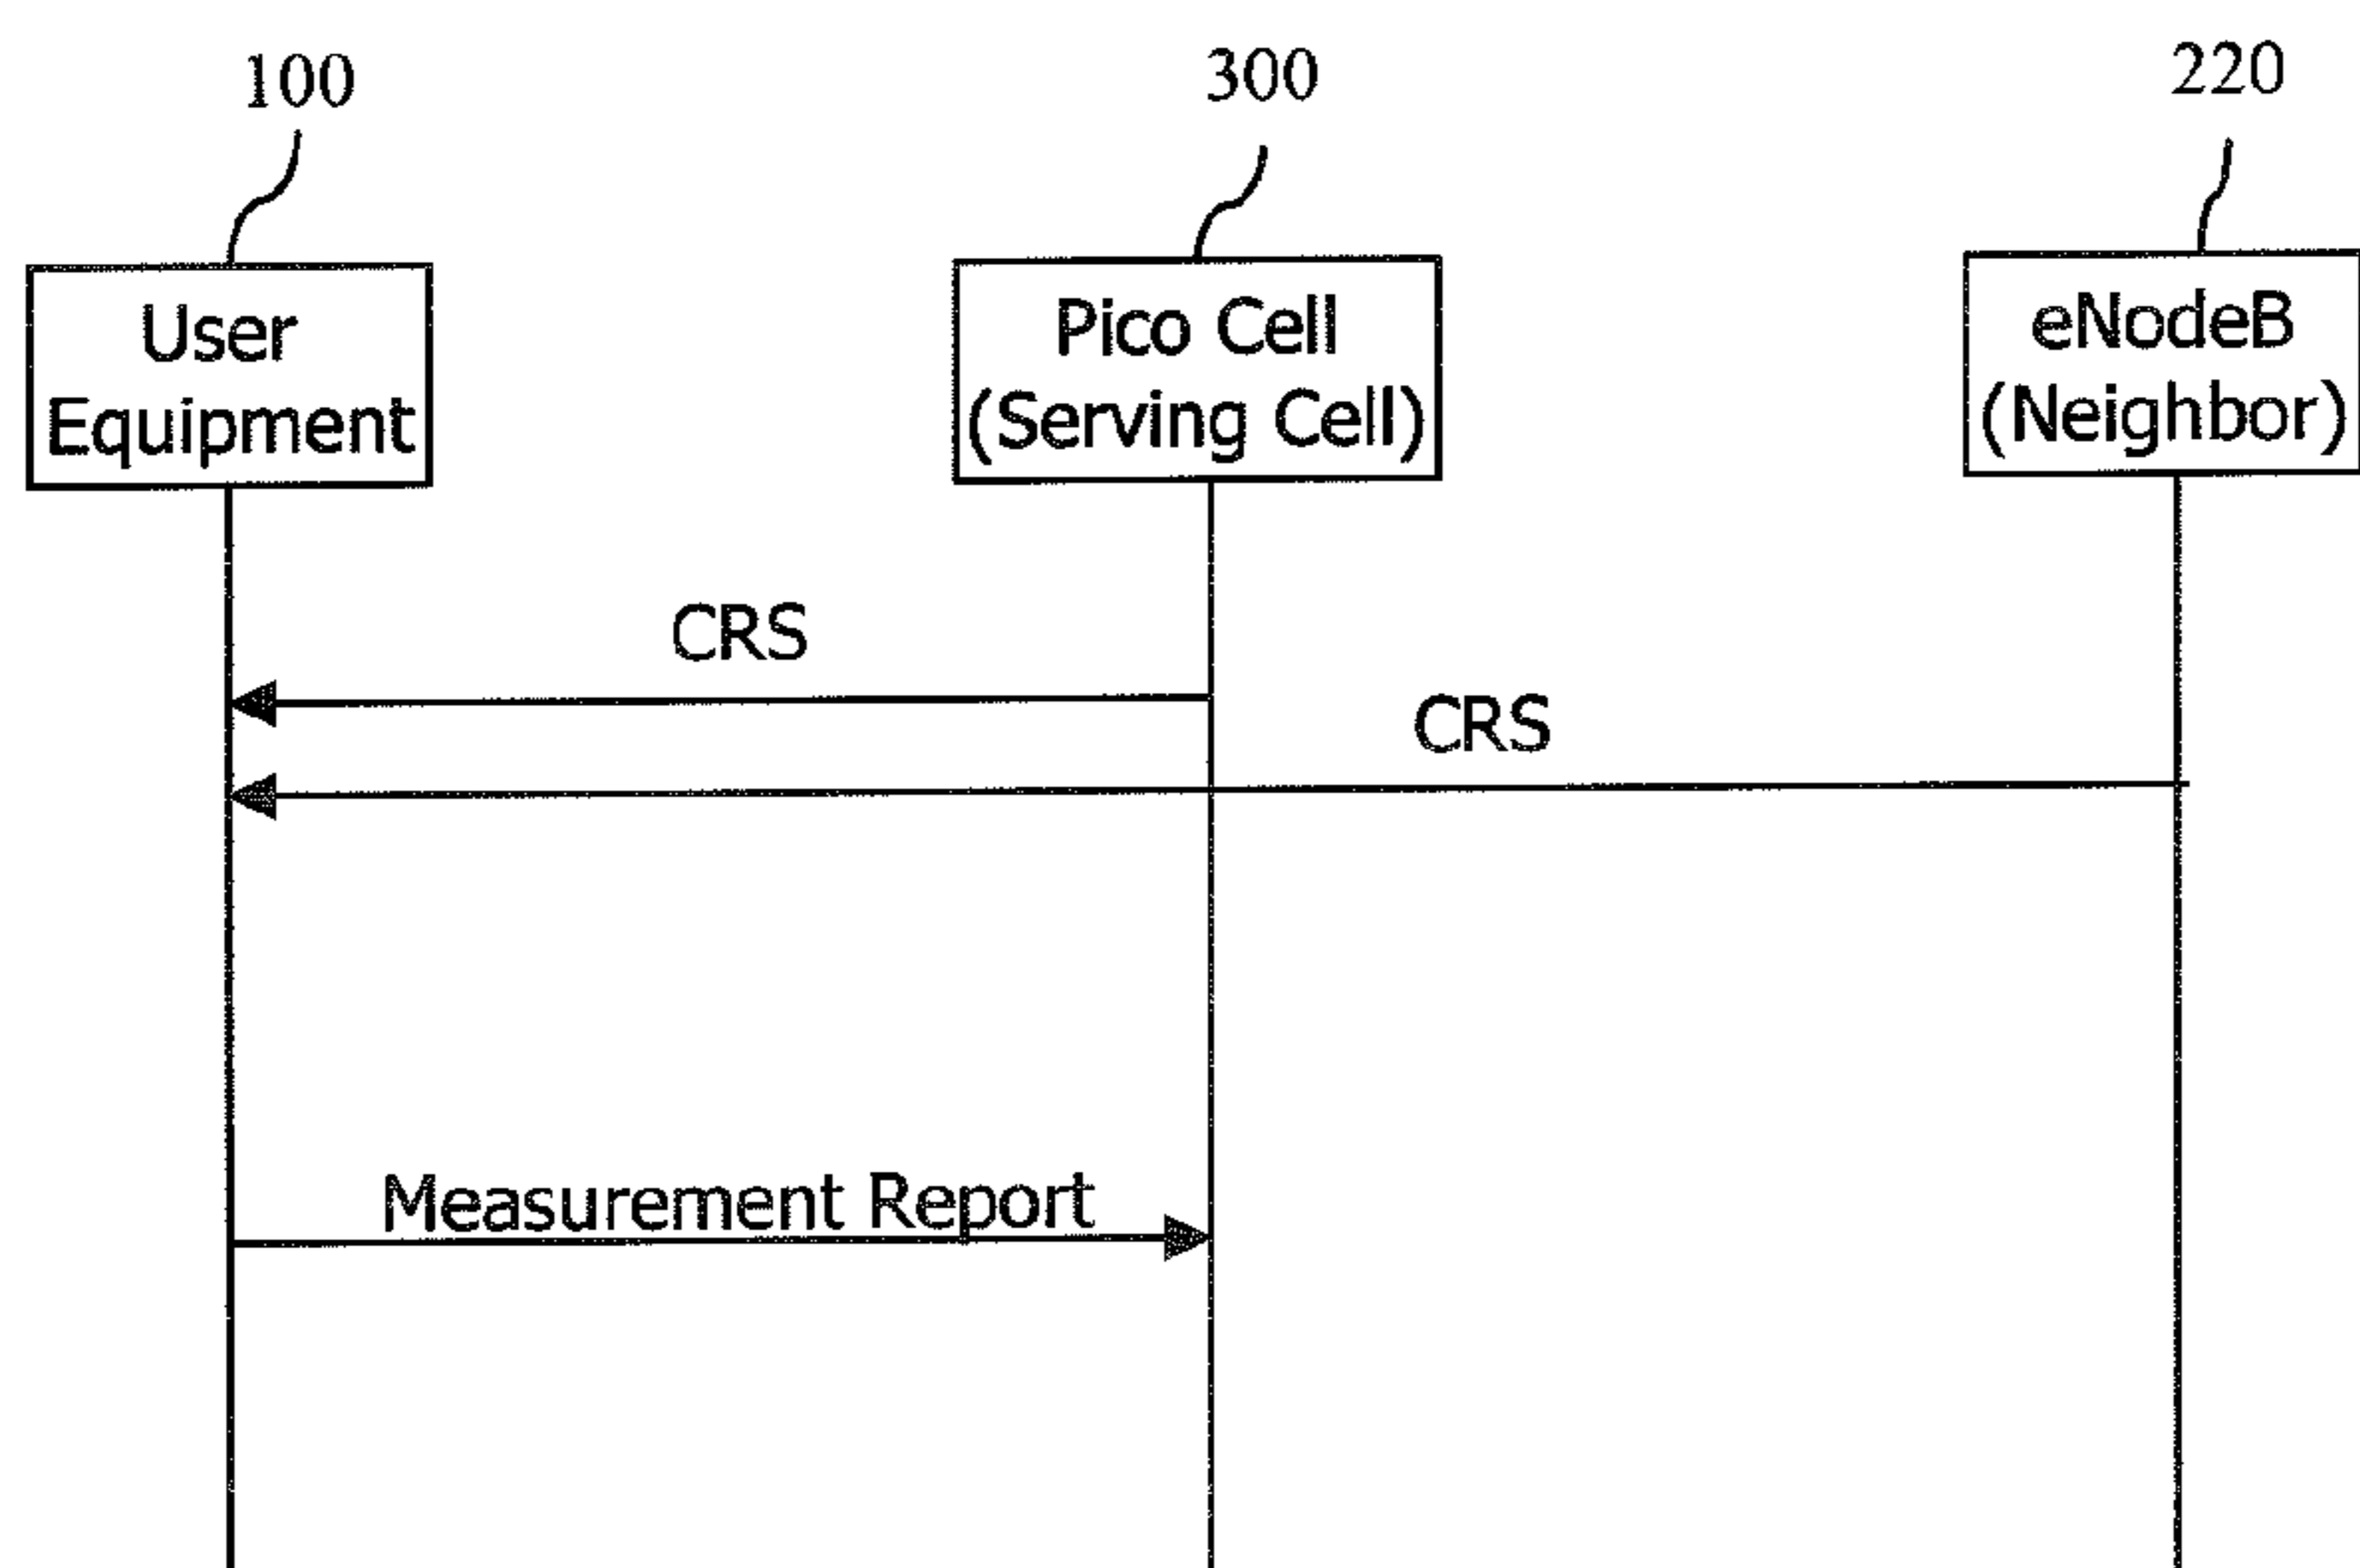 100
300
220
User
Equipment
Pico Cell
(Serving Cell)
eNodeB
(Neighbor)
CRS
CRS
Measurement Report